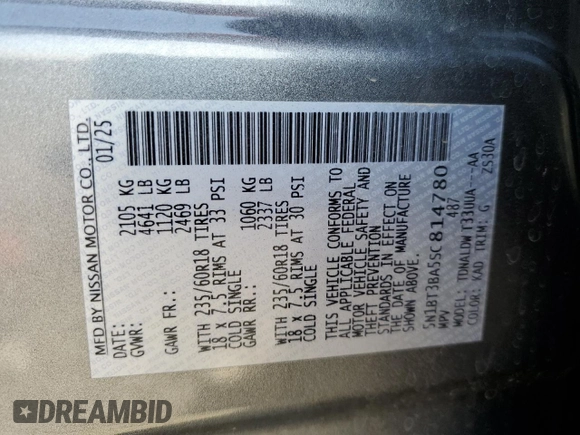 MFD BY NISSAN MOTOR CO., LTD.
01/25
GVWR: 2105 KG
4641 LB
GAWR FR.: 1120 KG
2469 LB
WITH 235/60R18 TIRES
18 X 7.5 RIMS AT 33 PSI
COLD SINGLE
GAWR RR.: 1060 KG
2337 LB
WITH 235/60R18 TIRES
18 X 7.5 RIMS AT 30 PSI
COLD SINGLE
THIS VEHICLE CONFORMS TO
ALL APPLICABLE FEDERAL
MOTOR VEHICLE SAFETY AND
THEFT PREVENTION
STANDARDS IN EFFECT ON
THE DATE OF MANUFACTURE
SHOWN ABOVE.
5N1BT3BA5SC814780
MPV 487
MODEL: TDNALDW T33UUA---AA
COLOR: KAD TRIM: G ZS30A
DREAMBID